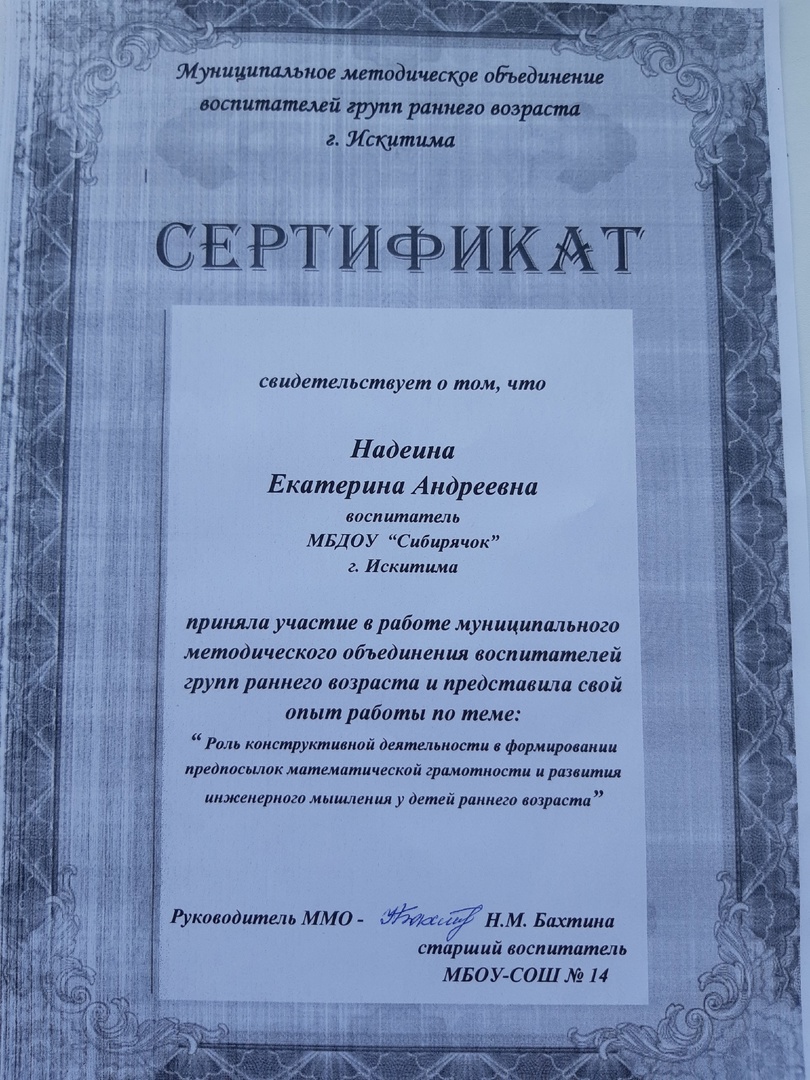 Муниципальное методическое объединение
воспитателей групп раннего возраста
г. Искитима
СЕРТИФИКАТ
свидетельствует о том, что
Надеина
Екатерина Андреевна
воспитатель
МБДОУ “Сибирячок”
г. Искитима
приняла участие в работе муниципального
методического объединения воспитателей
групп раннего возраста и представила свой
опыт работы по теме:
“ Роль конструктивной деятельности в формировании
предпосылок математической грамотности и развития
инженерного мышления у детей раннего возраста”
Руководитель ММО - Н.М. Бахтина
старший воспитатель
МБОУ-СОШ № 14